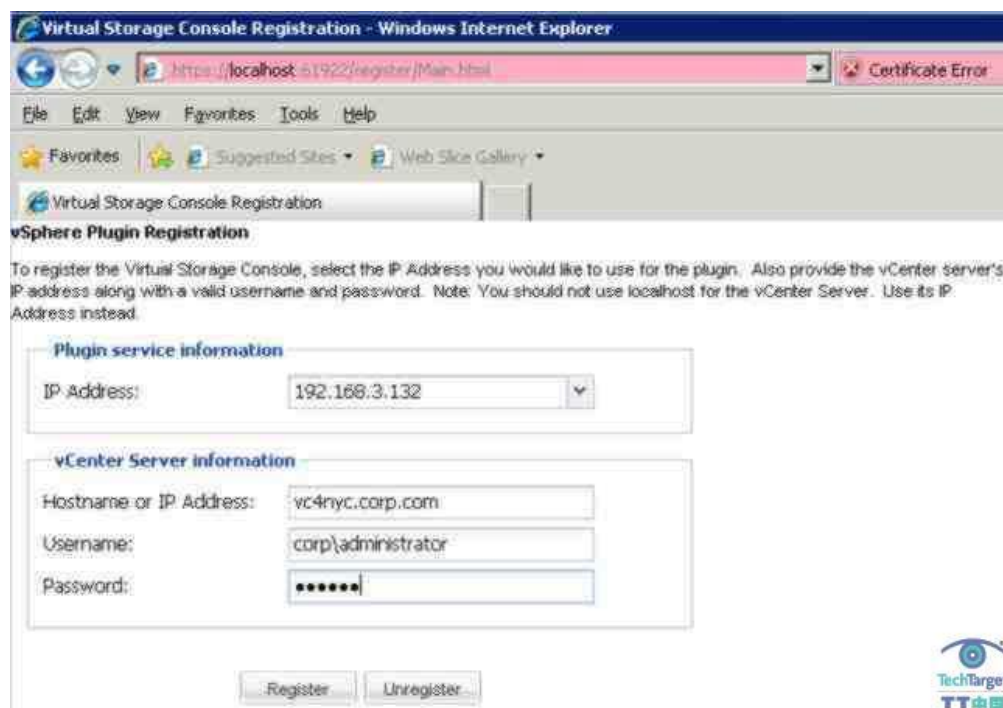 Virtual Storage Console Registration - Windows Internet Explorer
https://localhost:61922/register/Main.html
Certificate Error
File Edit View Favorites Tools Help
Favorites Suggested Sites Web Slice Gallery
Virtual Storage Console Registration
vSphere Plugin Registration
To register the Virtual Storage Console, select the IP Address you would like to use for the plugin. Also provide the vCenter server's
IP address along with a valid username and password. Note: You should not use localhost for the vCenter Server. Use its IP
Address instead.
Plugin service information
IP Address: 192.168.3.132
vCenter Server information
Hostname or IP Address: vc4nyc.corp.com
Username: corp\administrator
Password: ••••••
Register Unregister
TechTarge
TT中国